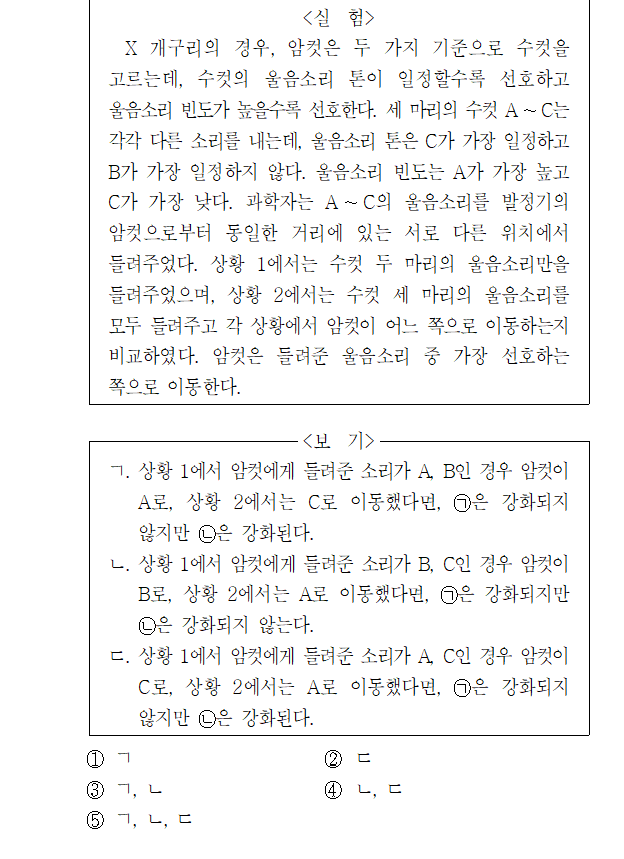 <실 험>
X 개구리의 경우, 암컷은 두 가지 기준으로 수컷을
고르는데, 수컷의 울음소리 톤이 일정할수록 선호하고
울음소리 빈도가 높을수록 선호한다. 세 마리의 수컷 A ~ C는
각각 다른 소리를 내는데, 울음소리 톤은 C가 가장 일정하고
B가 가장 일정하지 않다. 울음소리 빈도는 A가 가장 높고
C가 가장 낮다. 과학자는 A ~ C의 울음소리를 발정기의
암컷으로부터 동일한 거리에 있는 서로 다른 위치에서
들려주었다. 상황 1에서는 수컷 두 마리의 울음소리만을
들려주었으며, 상황 2에서는 수컷 세 마리의 울음소리를
모두 들려주고 각 상황에서 암컷이 어느 쪽으로 이동하는지
비교하였다. 암컷은 들려준 울음소리 중 가장 선호하는
쪽으로 이동한다.
<보 기>
ㄱ. 상황 1에서 암컷에게 들려준 소리가 A, B인 경우 암컷이
A로, 상황 2에서는 C로 이동했다면, ㉠은 강화되지
않지만 ㉡은 강화된다.
ㄴ. 상황 1에서 암컷에게 들려준 소리가 B, C인 경우 암컷이
B로, 상황 2에서는 A로 이동했다면, ㉠은 강화되지만
㉡은 강화되지 않는다.
ㄷ. 상황 1에서 암컷에게 들려준 소리가 A, C인 경우 암컷이
C로, 상황 2에서는 A로 이동했다면, ㉠은 강화되지
않지만 ㉡은 강화된다.
① ㄱ ② ㄷ
③ ㄱ, ㄴ ④ ㄴ, ㄷ
⑤ ㄱ, ㄴ, ㄷ